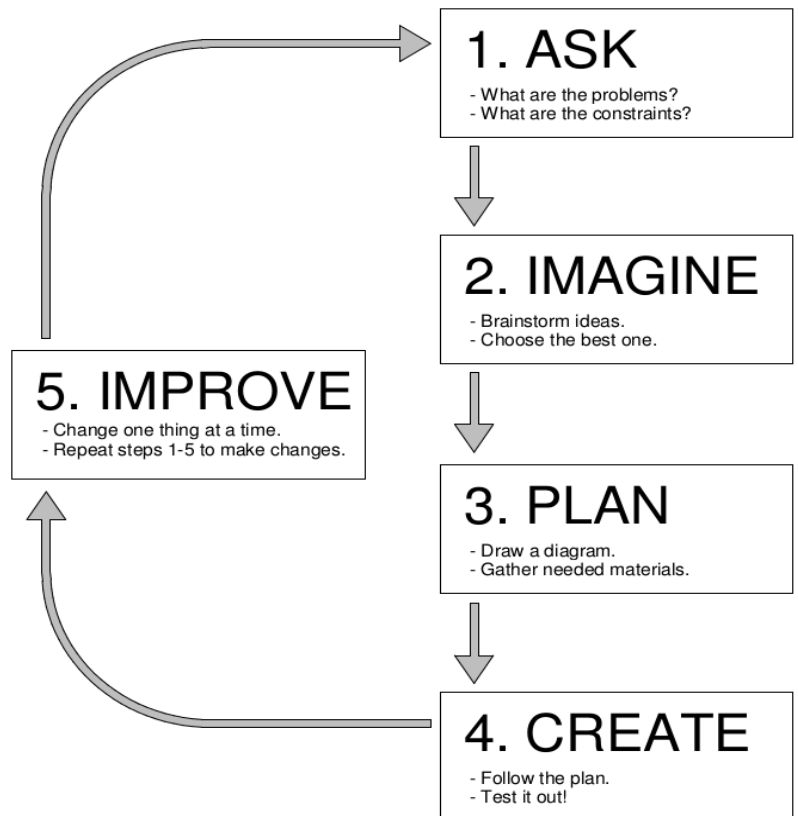 1. ASK
- What are the problems?
- What are the constraints?
2. IMAGINE
- Brainstorm ideas.
- Choose the best one.
3. PLAN
- Draw a diagram.
- Gather needed materials.
4. CREATE
- Follow the plan.
- Test it out!
5. IMPROVE
- Change one thing at a time.
- Repeat steps 1-5 to make changes.